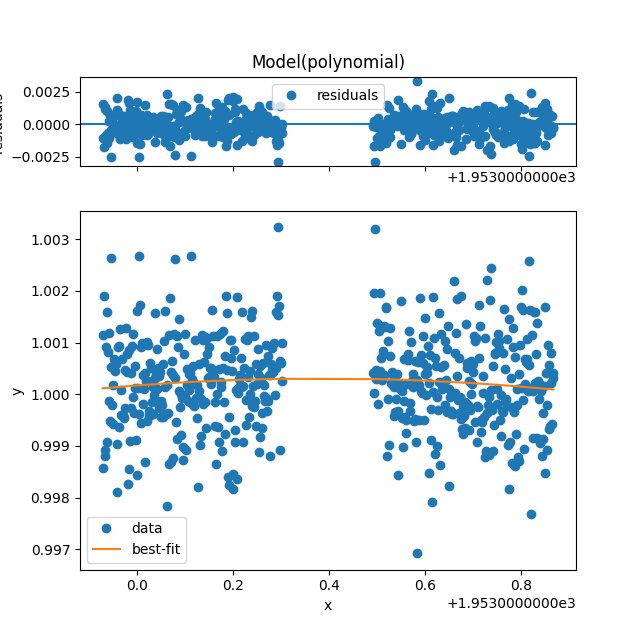 Model(polynomial)
0.0025
0.0000
−0.0025
residuals
+1.9530000000e3
1.003
1.002
1.001
1.000
0.999
0.998
0.997
y
data
best-fit
0.0
0.2
0.4
0.6
0.8
x
+1.9530000000e3